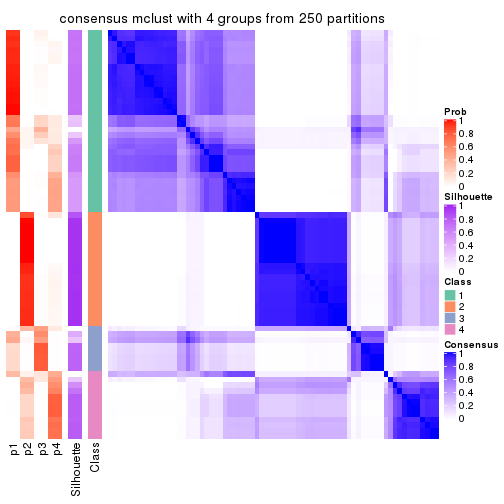 consensus mclust with 4 groups from 250 partitions
Prob
1
0.8
0.6
0.4
0.2
0
Silhouette
1
0.8
0.6
0.4
0.2
0
Class
1
2
3
4
Consensus
1
0.8
0.6
0.4
0.2
0
p1
p2
p3
p4
Silhouette
Class